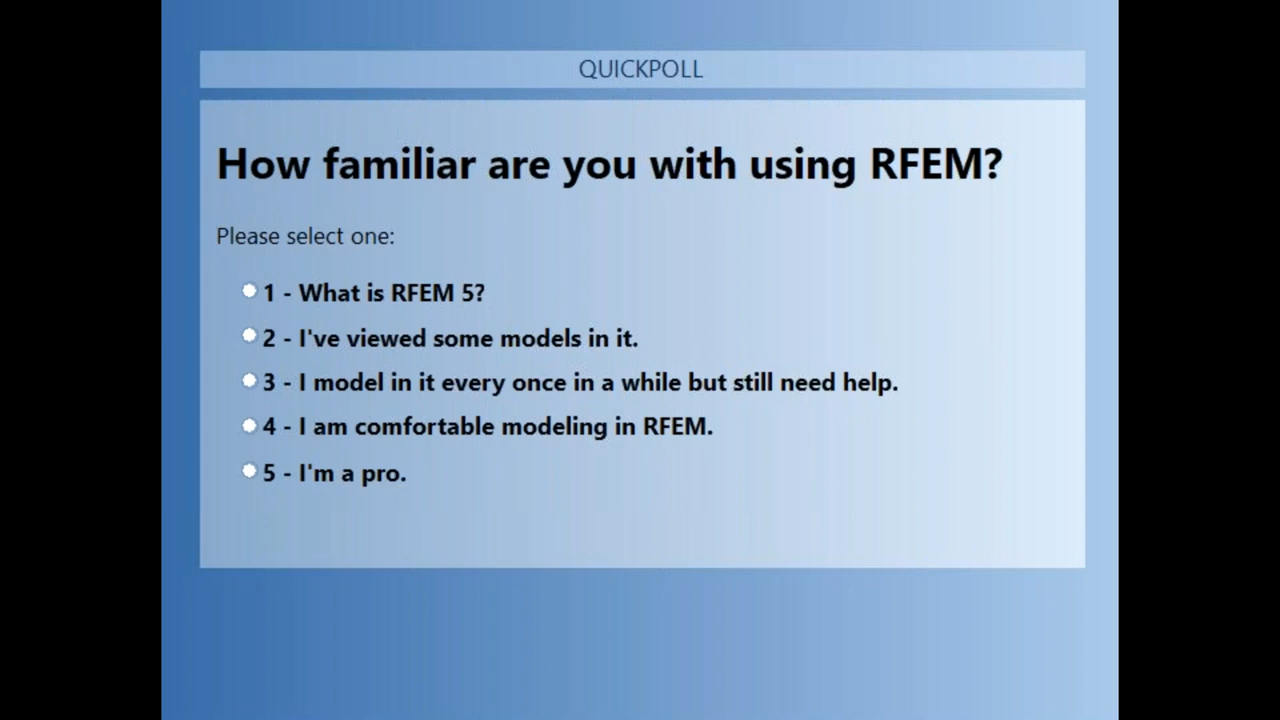 QUICKPOLL
How familiar are you with using RFEM?
Please select one:
1 - What is RFEM 5?
2 - I've viewed some models in it.
3 - I model in it every once in a while but still need help.
4 - I am comfortable modeling in RFEM.
5 - I'm a pro.